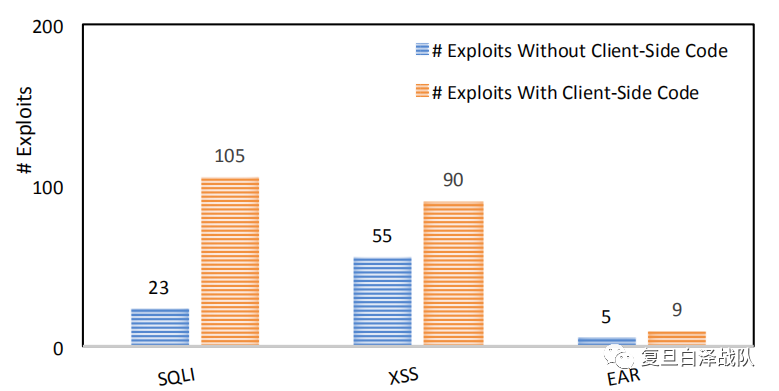 200
# Exploits Without Client-Side Code
# Exploits With Client-Side Code
# Exploits
105
100
90
55
23
5
9
0
SQLI
XSS
EAR
复旦白泽战队